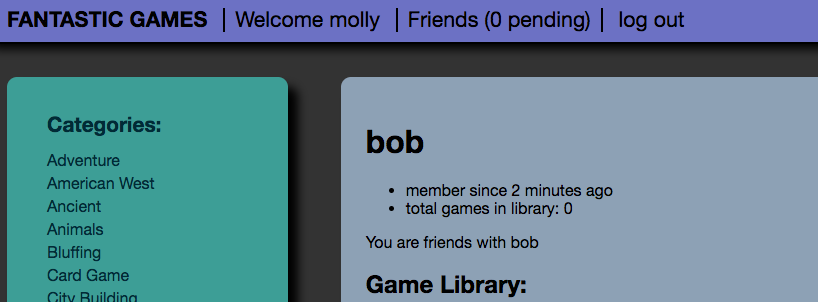 FANTASTIC GAMES | Welcome molly | Friends (0 pending) | log out
Categories:
Adventure
American West
Ancient
Animals
Bluffing
Card Game
City Building
bob
• member since 2 minutes ago
• total games in library: 0
You are friends with bob
Game Library: